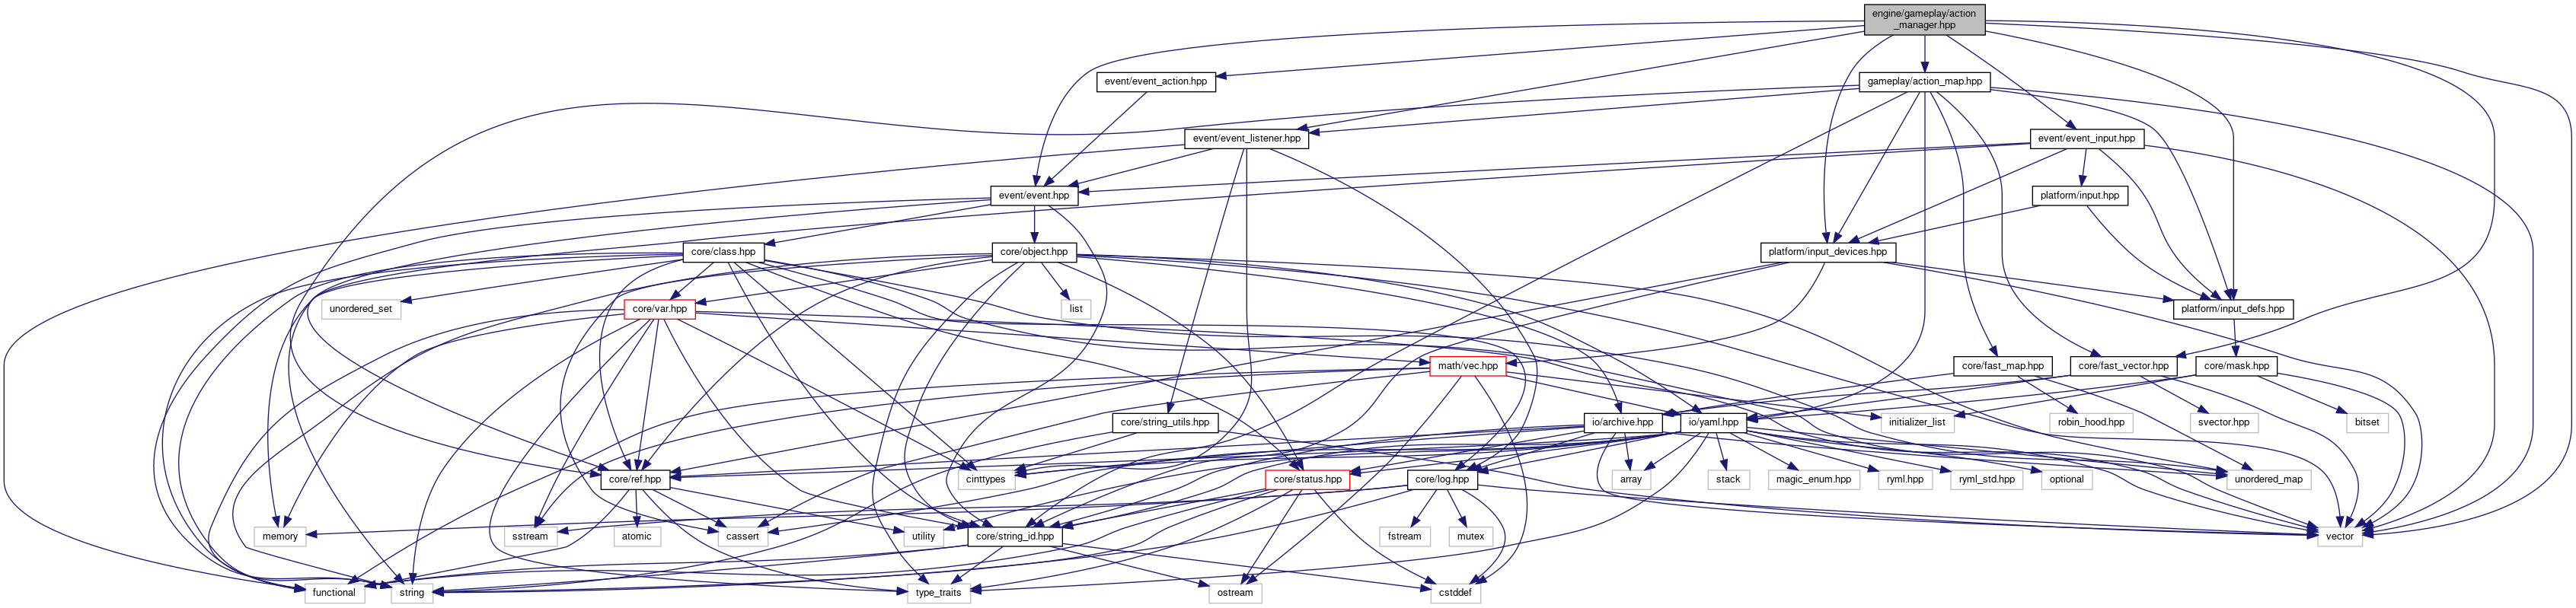 engine/gameplay/action
_manager.hpp
event/event_action.hpp
gameplay/action_map.hpp
event/event_listener.hpp
event/event_input.hpp
event/event.hpp
platform/input.hpp
core/class.hpp
core/object.hpp
platform/input_devices.hpp
unordered_set
core/var.hpp
list
platform/input_defs.hpp
math/vec.hpp
core/fast_map.hpp
core/fast_vector.hpp
core/mask.hpp
core/string_utils.hpp
io/archive.hpp
io/yaml.hpp
initializer_list
robin_hood.hpp
svector.hpp
bitset
core/ref.hpp
cinttypes
core/status.hpp
core/log.hpp
array
stack
magic_enum.hpp
ryml.hpp
ryml_std.hpp
optional
unordered_map
memory
sstream
atomic
cassert
utility
core/string_id.hpp
fstream
mutex
vector
functional
string
type_traits
ostream
cstddef